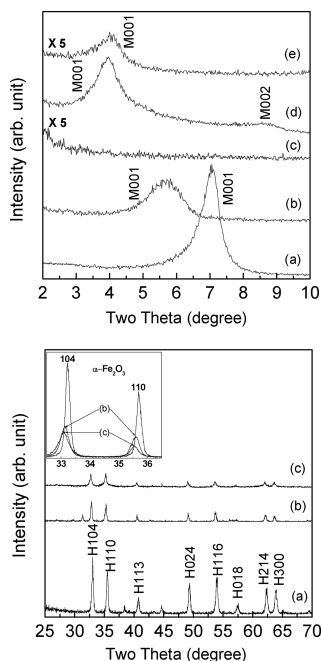 X 5
M001
(e)
M001
M002
(d)
X 5
(c)
M001
M001
(b)
(a)
Intensity (arb. unit)
2 3 4 5 6 7 8 9 10
Two Theta (degree)
104
α−Fe2O3
110
(b)
(c)
33 34 35 36
(c)
(b)
H104
H110
H113
H024
H116
H018
H214
H300
(a)
Intensity (arb. unit)
25 30 35 40 45 50 55 60 65 70
Two Theta (degree)